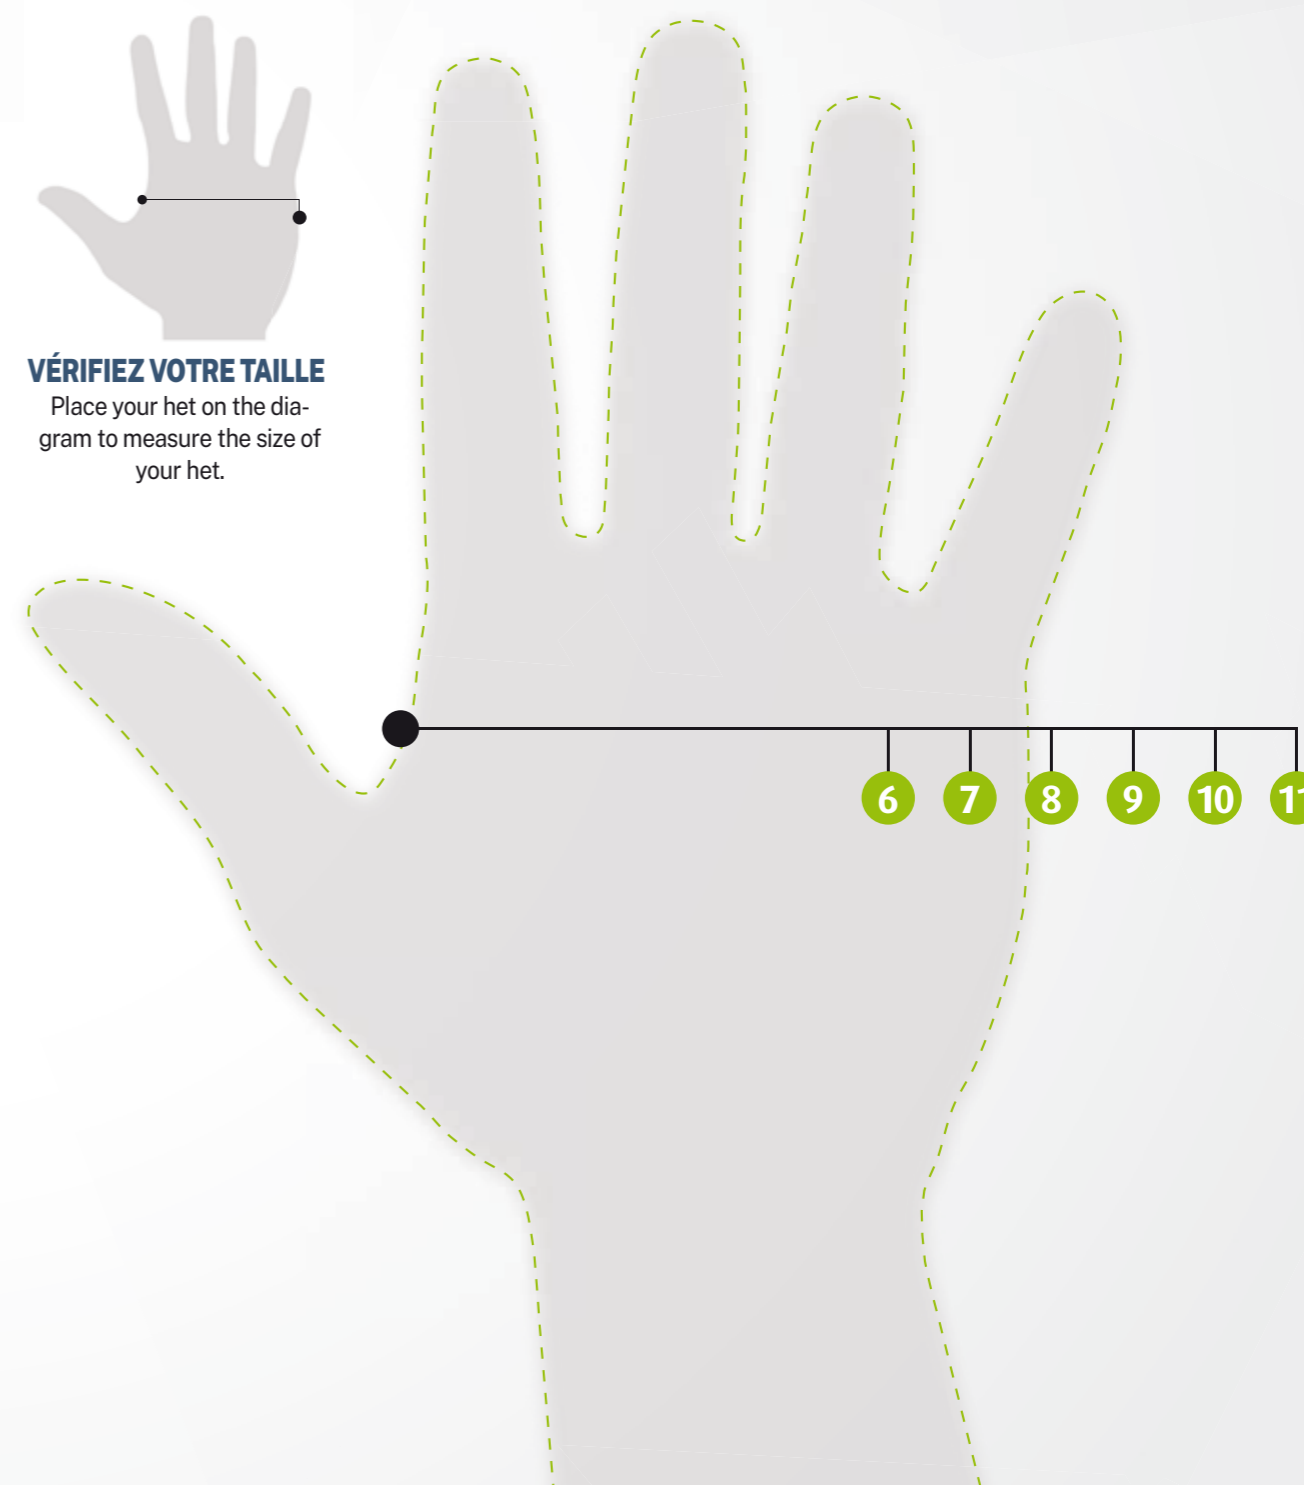 VÉRIFIEZ VOTRE TAILLE
Place your het on the dia-
gram to measure the size of
your het.
6 7 8 9 10 11